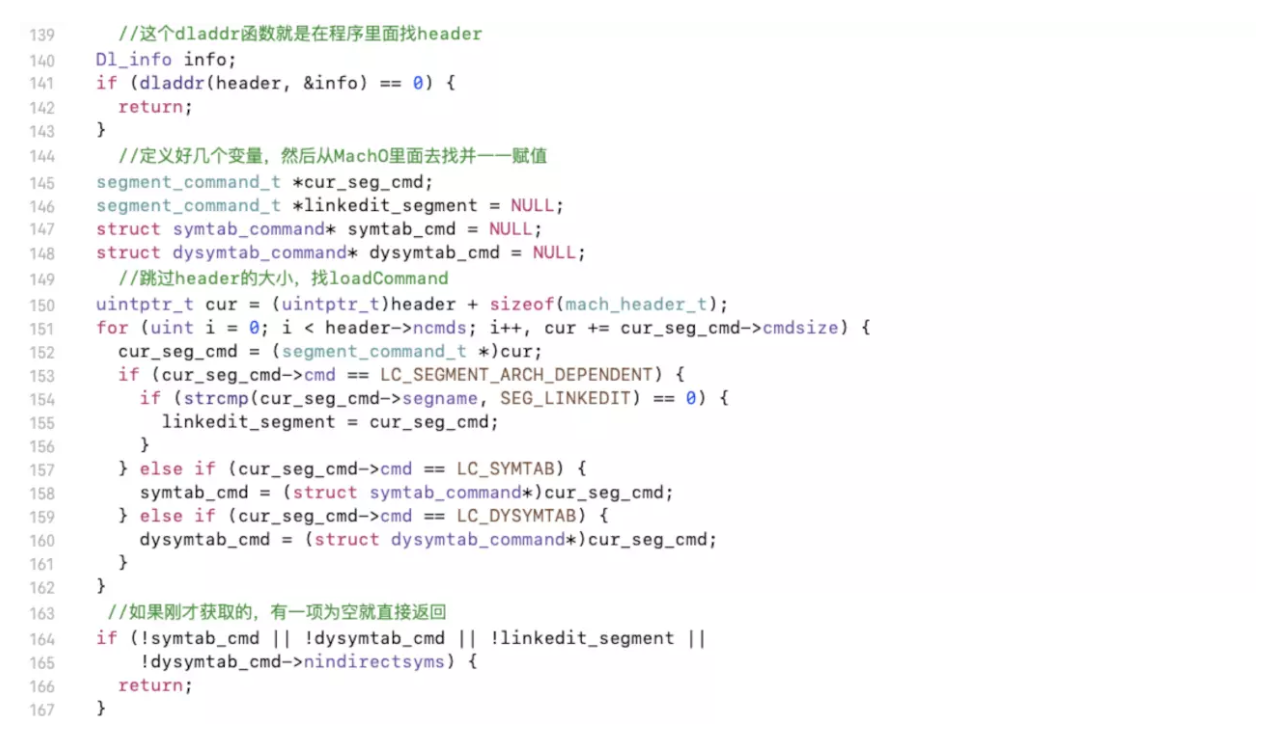 139 //这个dladdr函数就是在程序里面找header
140 Dl_info info;
141 if (dladdr(header, &info) == 0) {
142 return;
143 }
144 //定义好几个变量，然后从MachO里面去找并一一赋值
145 segment_command_t *cur_seg_cmd;
146 segment_command_t *linkedit_segment = NULL;
147 struct symtab_command* symtab_cmd = NULL;
148 struct dysymtab_command* dysymtab_cmd = NULL;
149 //跳过header的大小，找loadCommand
150 uintptr_t cur = (uintptr_t)header + sizeof(mach_header_t);
151 for (uint i = 0; i < header->ncmds; i++, cur += cur_seg_cmd->cmdsize) {
152 cur_seg_cmd = (segment_command_t *)cur;
153 if (cur_seg_cmd->cmd == LC_SEGMENT_ARCH_DEPENDENT) {
154 if (strcmp(cur_seg_cmd->segname, SEG_LINKEDIT) == 0) {
155 linkedit_segment = cur_seg_cmd;
156 }
157 } else if (cur_seg_cmd->cmd == LC_SYMTAB) {
158 symtab_cmd = (struct symtab_command*)cur_seg_cmd;
159 } else if (cur_seg_cmd->cmd == LC_DYSYMTAB) {
160 dysymtab_cmd = (struct dysymtab_command*)cur_seg_cmd;
161 }
162 }
163 //如果刚才获取的，有一项为空就直接返回
164 if (!symtab_cmd || !dysymtab_cmd || !linkedit_segment ||
165 !dysymtab_cmd->nindirectsyms) {
166 return;
167 }